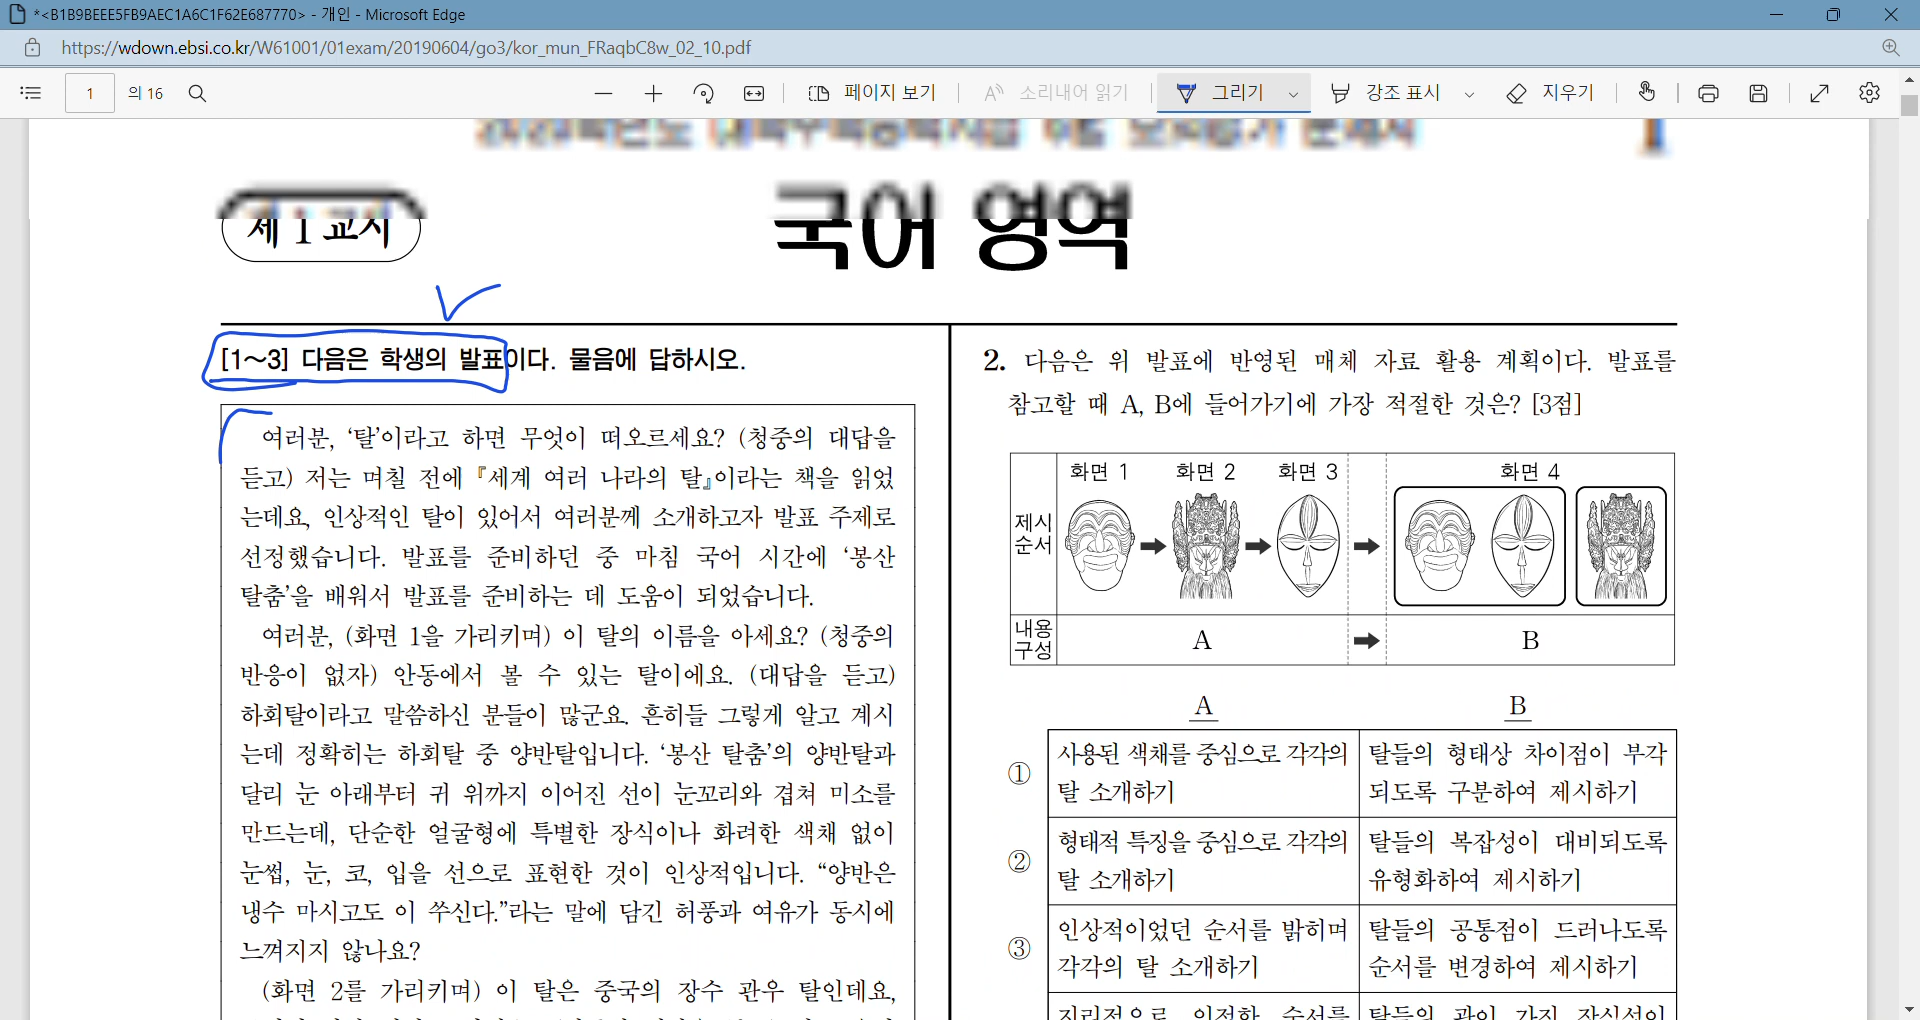 *<B1B9BEEE5FB9AEC1A6C1F62E687770> - 개인 - Microsoft Edge
https://wdown.ebsi.co.kr/W61001/01exam/20190604/go3/kor_mun_FRaqbC8w_02_10.pdf
1 의 16 페이지 보기 소리내어 읽기 그리기 강조 표시 지우기
제 1 교시
국어 영역
[1～3] 다음은 학생의 발표이다. 물음에 답하시오.
여러분, ‘탈’이라고 하면 무엇이 떠오르세요? (청중의 대답을
듣고) 저는 며칠 전에 『세계 여러 나라의 탈』이라는 책을 읽었
는데요, 인상적인 탈이 있어서 여러분께 소개하고자 발표 주제로
선정했습니다. 발표를 준비하던 중 마침 국어 시간에 ‘봉산
탈춤’을 배워서 발표를 준비하는 데 도움이 되었습니다.
여러분, (화면 1을 가리키며) 이 탈의 이름을 아세요? (청중의
반응이 없자) 안동에서 볼 수 있는 탈이에요. (대답을 듣고)
하회탈이라고 말씀하신 분들이 많군요. 흔히들 그렇게 알고 계시
는데 정확히는 하회탈 중 양반탈입니다. ‘봉산 탈춤’의 양반탈과
달리 눈 아래부터 귀 위까지 이어진 선이 눈꼬리와 겹쳐 미소를
만드는데, 단순한 얼굴형에 특별한 장식이나 화려한 색채 없이
눈썹, 눈, 코, 입을 선으로 표현한 것이 인상적입니다. “양반은
냉수 마시고도 이 쑤신다.”라는 말에 담긴 허풍과 여유가 동시에
느껴지지 않나요?
(화면 2를 가리키며) 이 탈은 중국의 장수 관우 탈인데요,
2. 다음은 위 발표에 반영된 매체 자료 활용 계획이다. 발표를
참고할 때 A, B에 들어가기에 가장 적절한 것은? [3점]
화면 1 화면 2 화면 3 화면 4
제시
순서
내용
구성
A B
A B
① 사용된 색채를 중심으로 각각의 탈들의 형태상 차이점이 부각
탈 소개하기 되도록 구분하여 제시하기
② 형태적 특징을 중심으로 각각의 탈들의 복잡성이 대비되도록
탈 소개하기 유형화하여 제시하기
③ 인상적이었던 순서를 밝히며 탈들의 공통점이 드러나도록
각각의 탈 소개하기 순서를 변경하여 제시하기